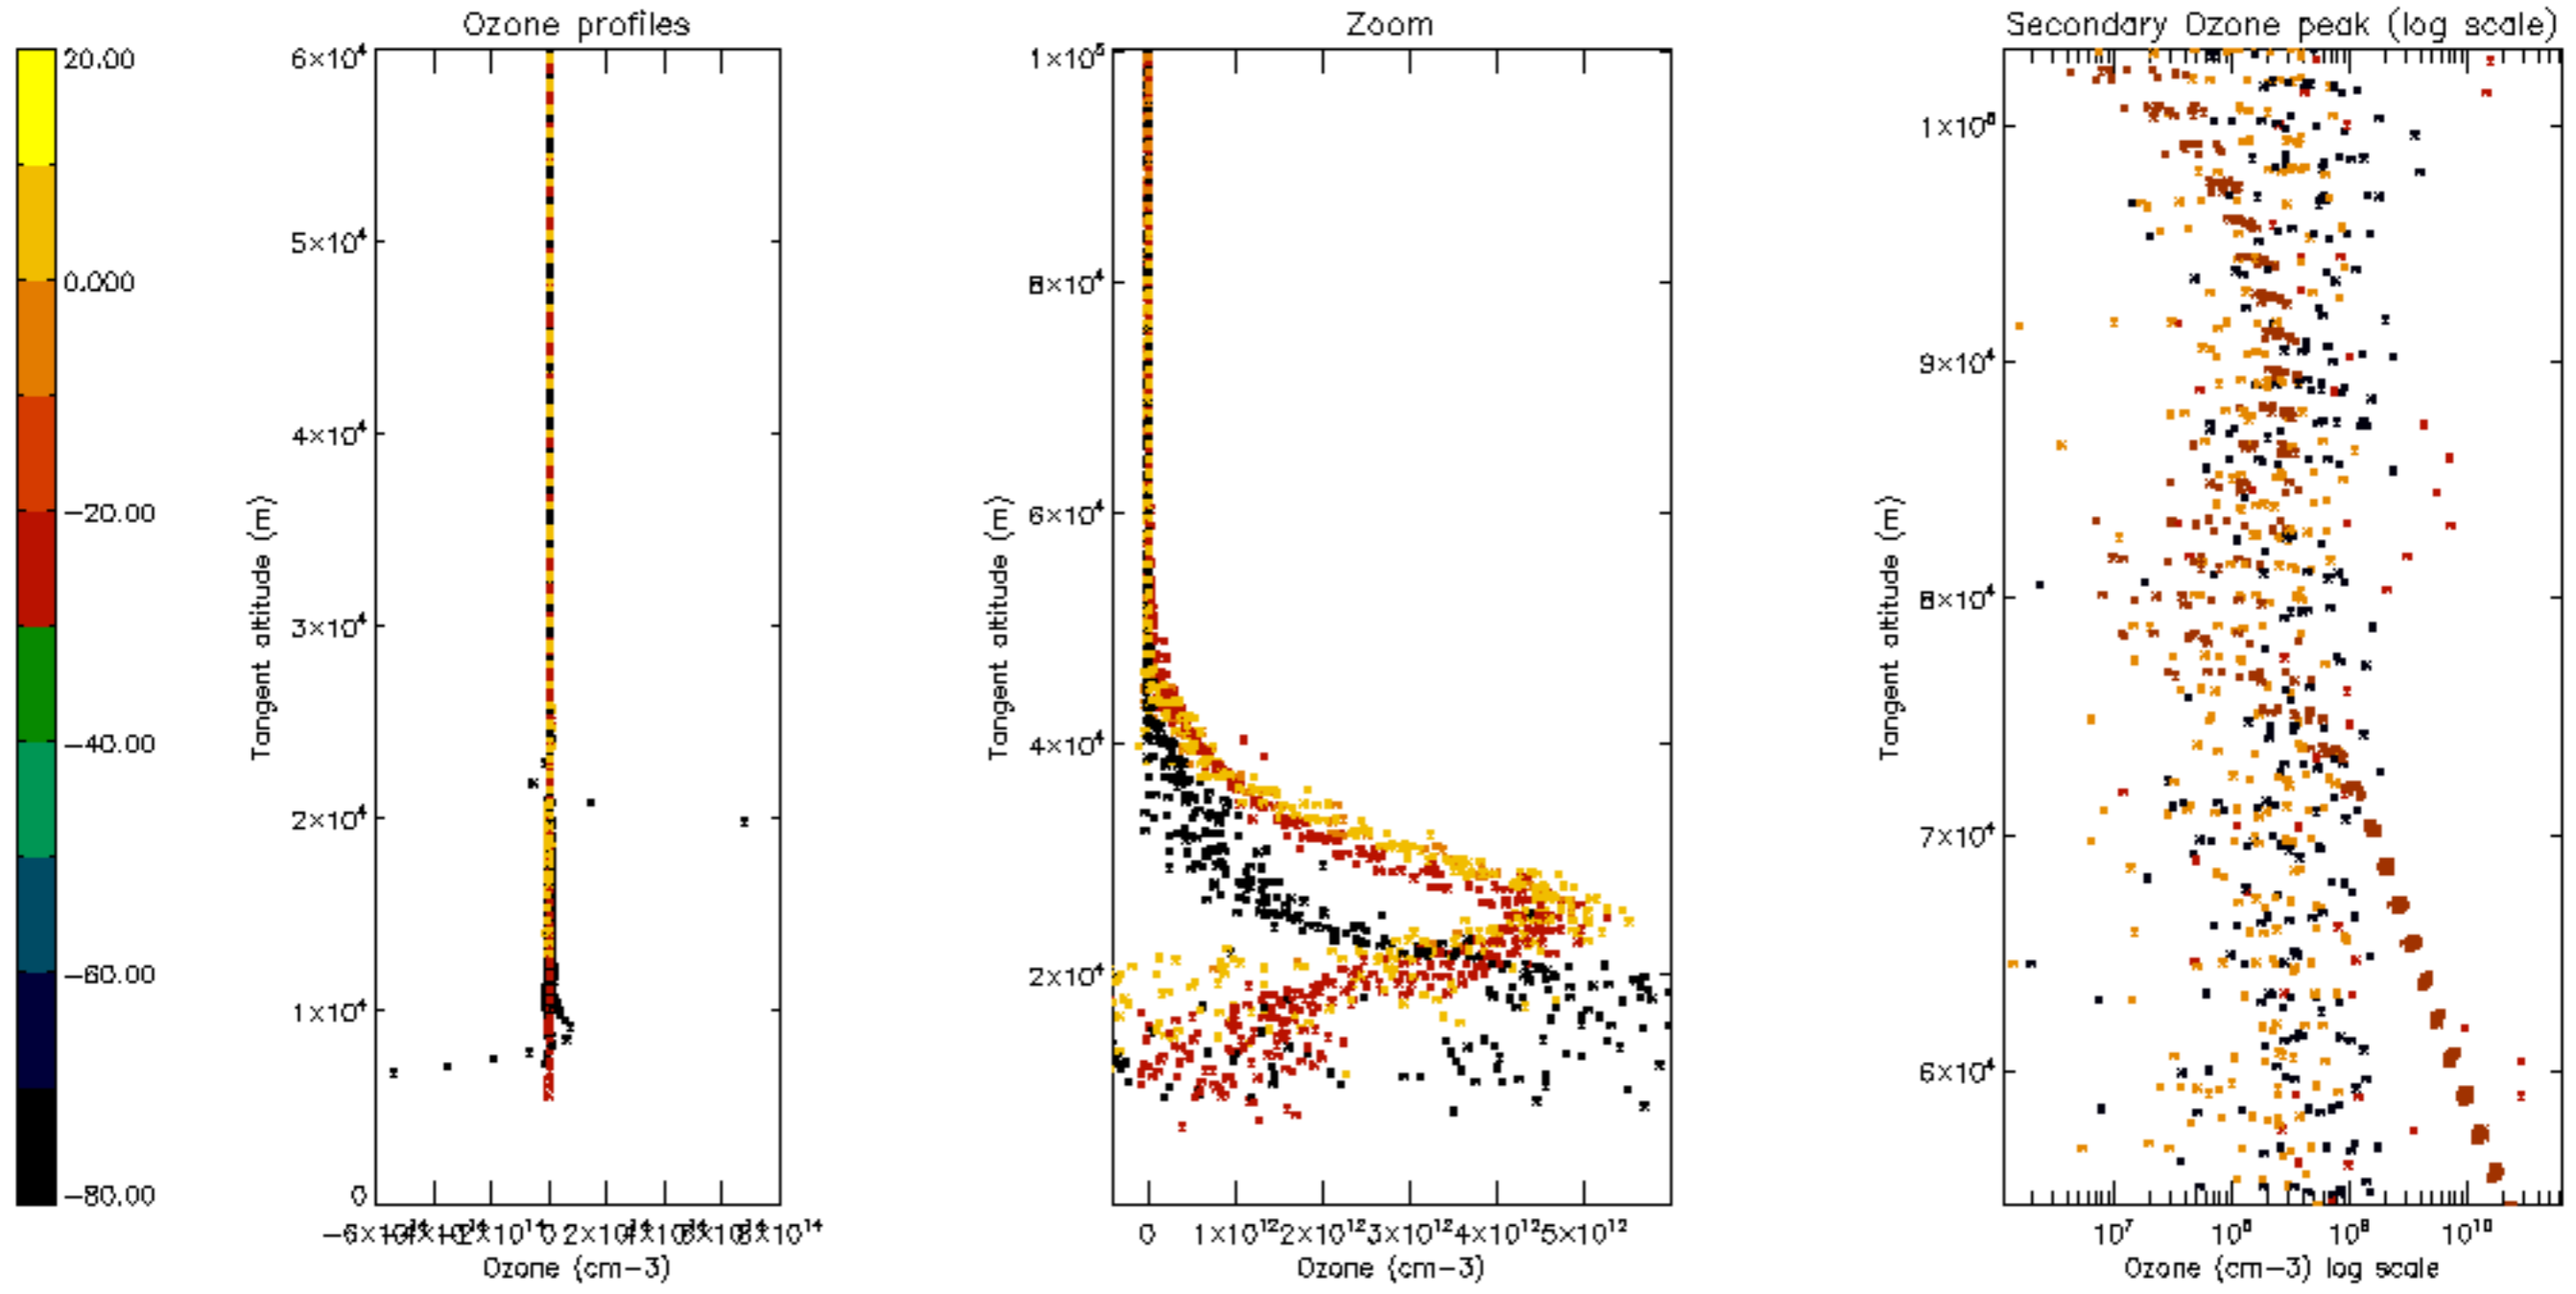 Ozone profiles
Zoom
Secondary Ozone peak (log scale)
20.00
0.000
−20.00
−40.00
−60.00
−80.00
6×10⁴
5×10⁴
4×10⁴
3×10⁴
2×10⁴
1×10⁴
0
Tangent altitude (m)
0
Ozone (cm−3)
1×10⁵
8×10⁴
6×10⁴
4×10⁴
2×10⁴
Tangent altitude (m)
0 1×10¹² 2×10¹² 3×10¹² 4×10¹² 5×10¹²
Ozone (cm−3)
1×10⁵
9×10⁴
8×10⁴
7×10⁴
6×10⁴
Tangent altitude (m)
10⁷ 10⁸ 10⁹ 10¹⁰
Ozone (cm−3) log scale